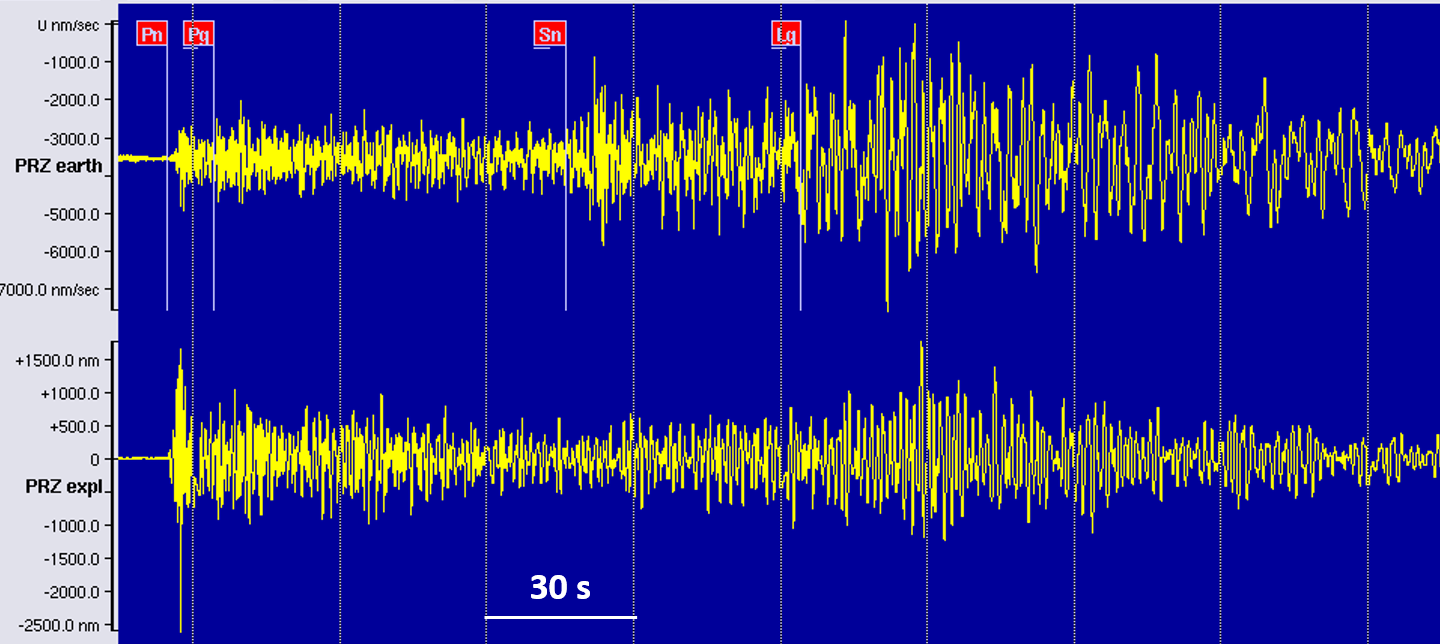 U nm/sec
Pn Pg Sn Lg
-1000.0
-2000.0
-3000.0
PRZ earth
-5000.0
-6000.0
7000.0 nm/sec
+1500.0 nm
+1000.0
+500.0
0
PRZ expl
-1000.0
-1500.0
-2000.0
30 s
-2500.0 nm